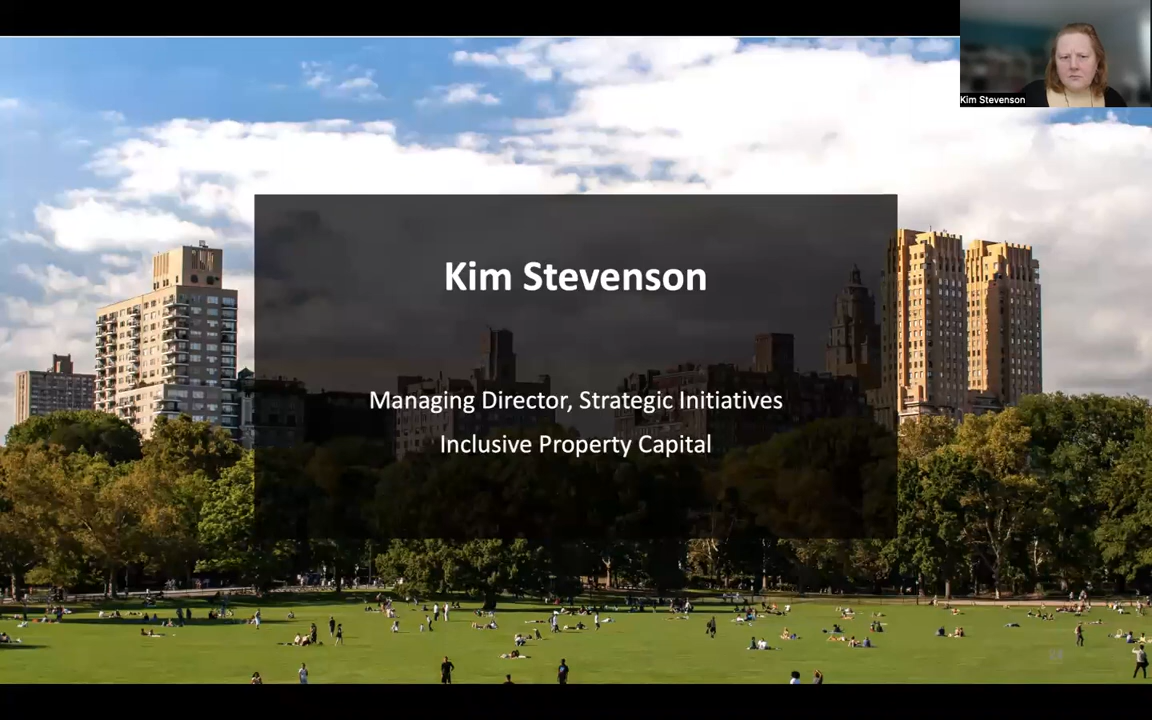 Kim Stevenson
Kim Stevenson
Managing Director, Strategic Initiatives
Inclusive Property Capital